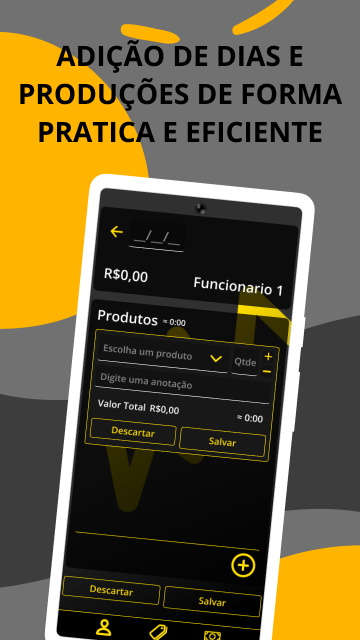 ADIÇÃO DE DIAS E
PRODUÇÕES DE FORMA
PRATICA E EFICIENTE
__/__/__
R$0,00 Funcionario 1
Produtos ≈ 0:00
Escolha um produto Qtde + −
Digite uma anotação
Valor Total R$0,00 ≈ 0:00
Descartar Salvar
Descartar Salvar